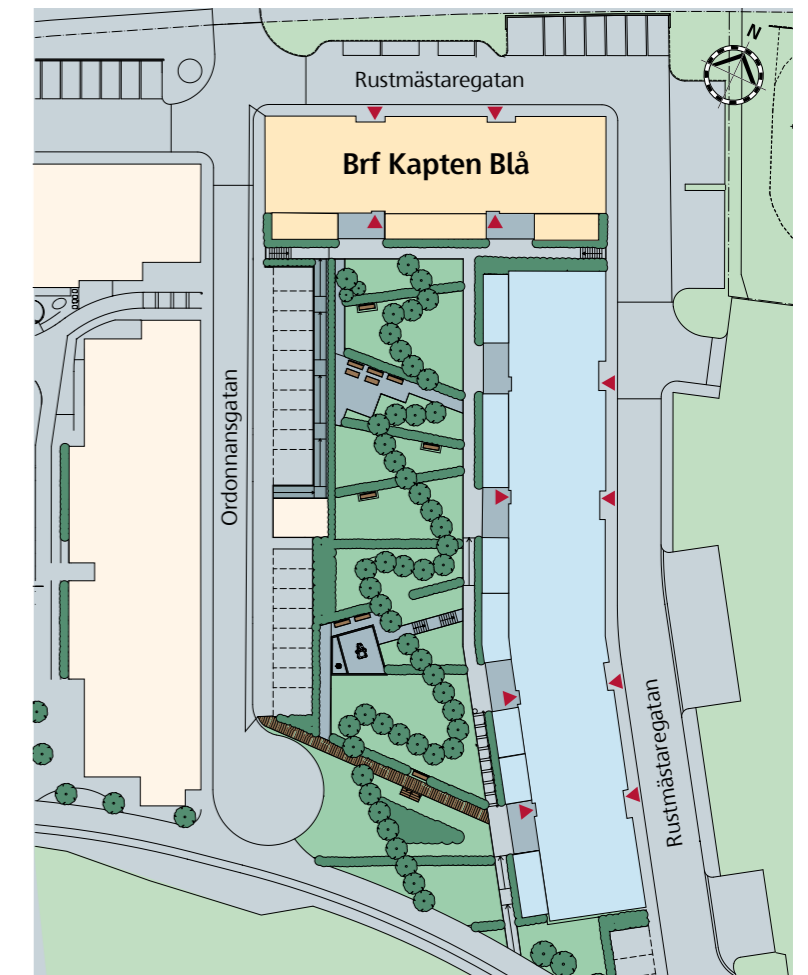 N
Rustmästaregatan
Brf Kapten Blå
Ordonnansgatan
Rustmästaregatan